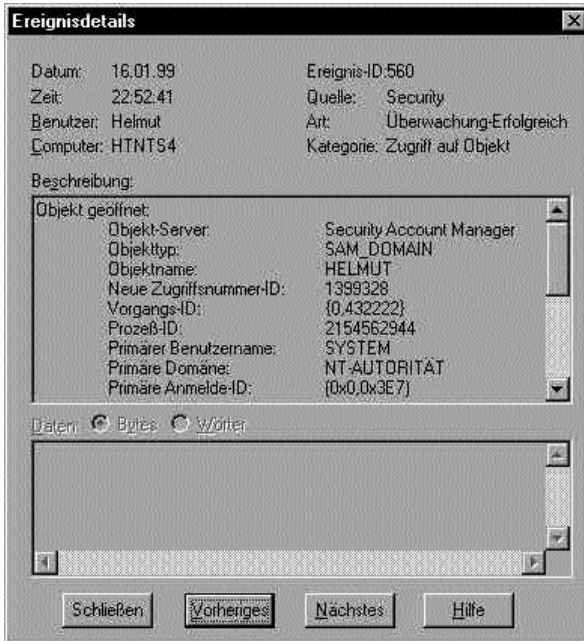 Ereignisdetails
Datum: 16.01.99 Ereignis-ID:560
Zeit: 22:52:41 Quelle: Security
Benutzer: Helmut Art: Überwachung-Erfolgreich
Computer: HTNTS4 Kategorie: Zugriff auf Objekt
Beschreibung:
Objekt geöffnet:
Objekt-Server: Security Account Manager
Objekttyp: SAM_DOMAIN
Objektname: HELMUT
Neue Zugriffsnummer-ID: 1399328
Vorgangs-ID: {0,432222}
Prozeß-ID: 2154562944
Primärer Benutzername: SYSTEM
Primäre Domäne: NT-AUTORITÄT
Primäre Anmelde-ID: (0x0,0x3E7)
Daten: Bytes Wörter
Schließen Vorheriges Nächstes Hilfe